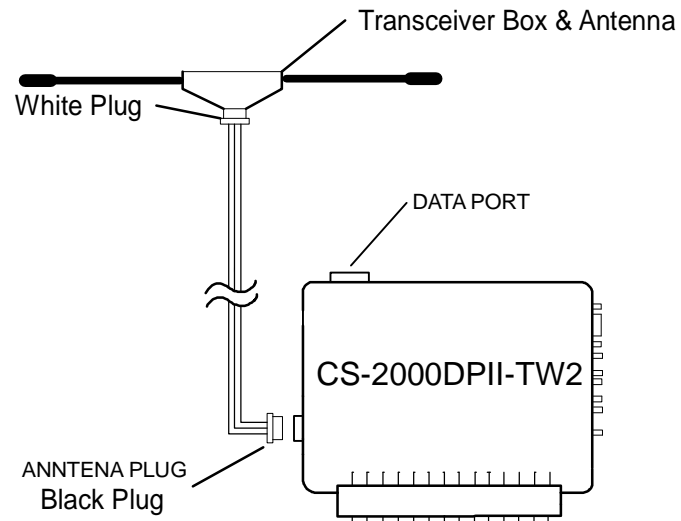 Transceiver Box & Antenna
White Plug
DATA PORT
CS-2000DPII-TW2
ANNTENA PLUG
Black Plug